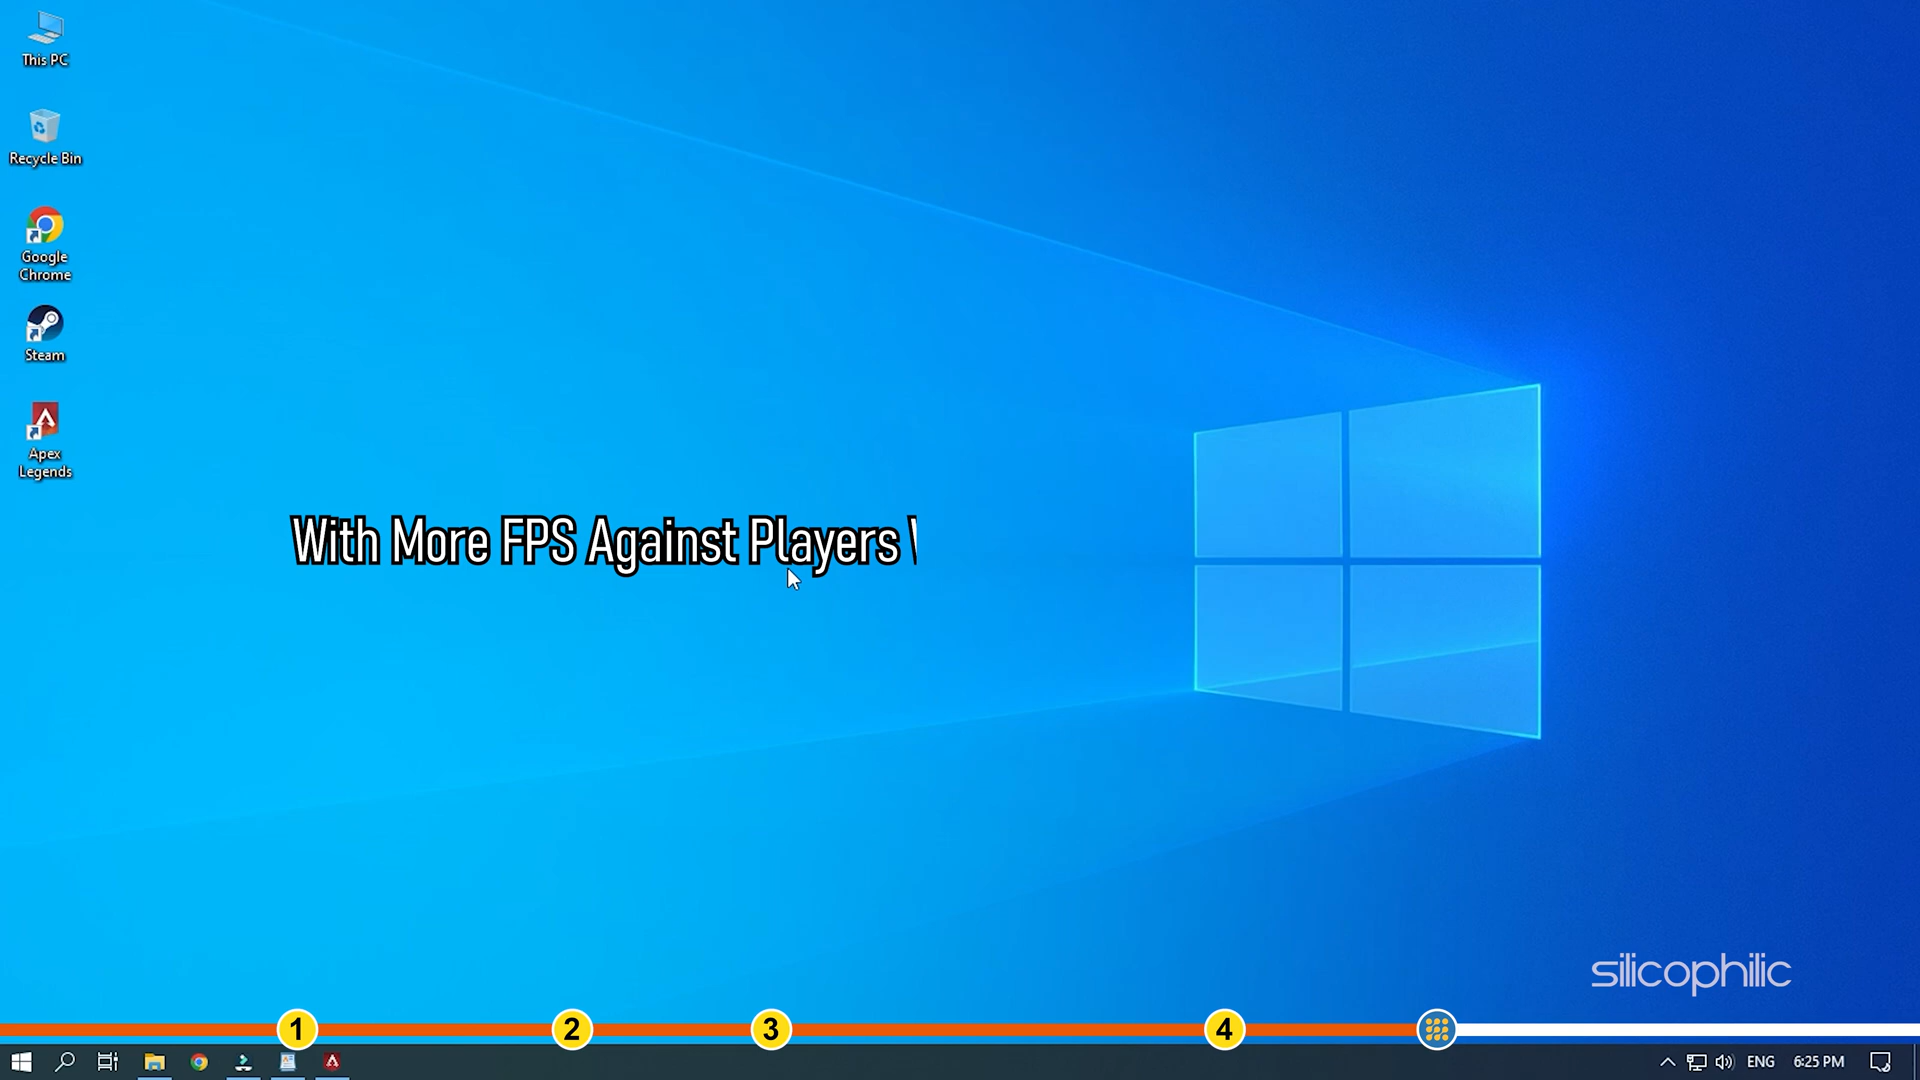 This PC
Recycle Bin
Google
Chrome
Steam
Apex
Legends
With More FPS Against Players
silicophilic
1
2
3
4
ENG
6:25 PM